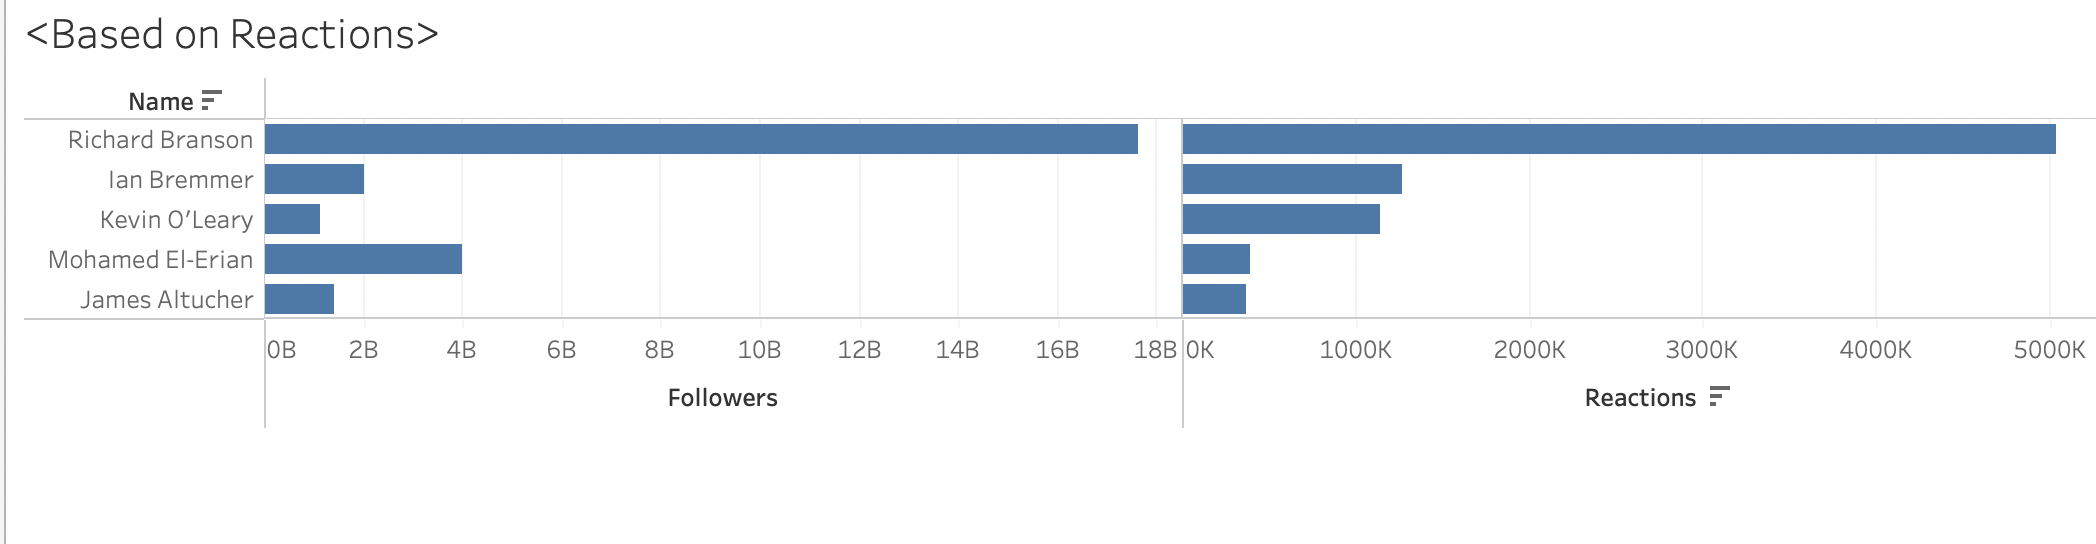 <Based on Reactions>
Name
Richard Branson
Ian Bremmer
Kevin O’Leary
Mohamed El-Erian
James Altucher
0B 2B 4B 6B 8B 10B 12B 14B 16B 18B 0K 1000K 2000K 3000K 4000K 5000K
Followers Reactions